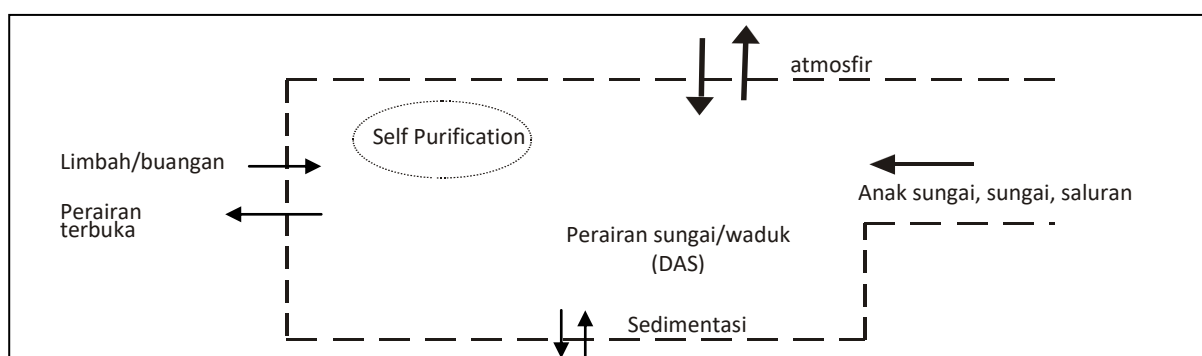 atmosfir
Self Purification
Limbah/buangan
Anak sungai, sungai, saluran
Perairan
terbuka
Perairan sungai/waduk
(DAS)
Sedimentasi